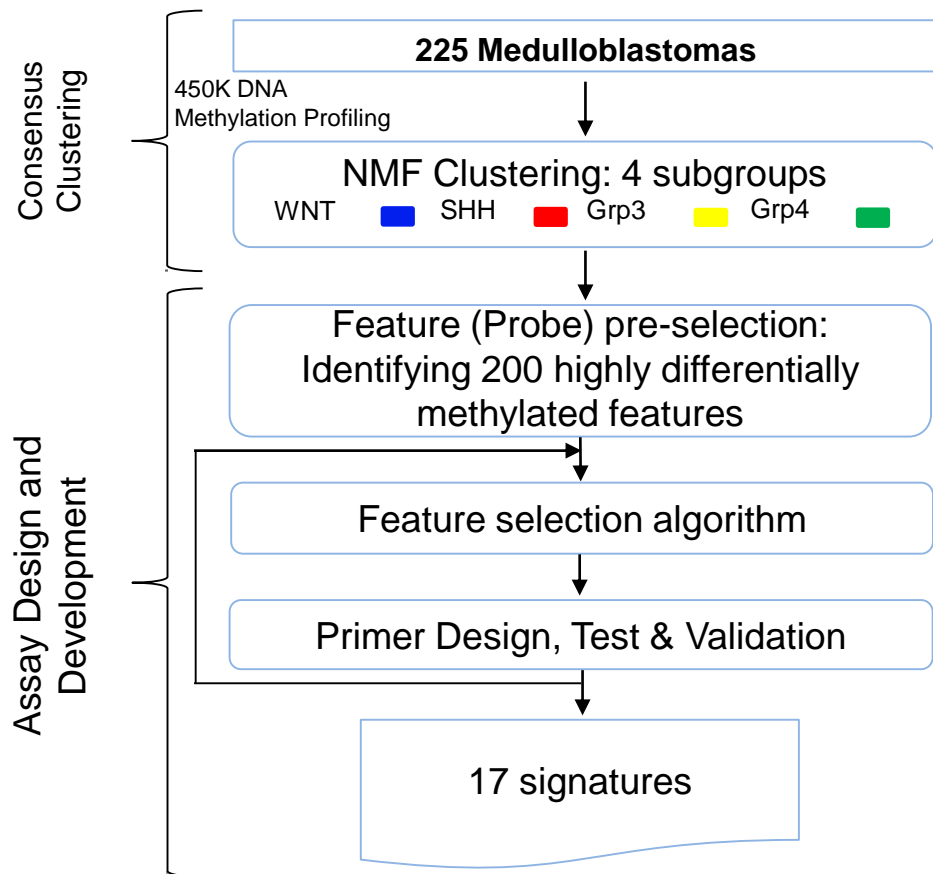 225 Medulloblastomas
450K DNA
Methylation Profiling
Consensus
Clustering
NMF Clustering: 4 subgroups
WNT SHH Grp3 Grp4
Feature (Probe) pre-selection:
Identifying 200 highly differentially
methylated features
Feature selection algorithm
Assay Design and
Development
Primer Design, Test & Validation
17 signatures